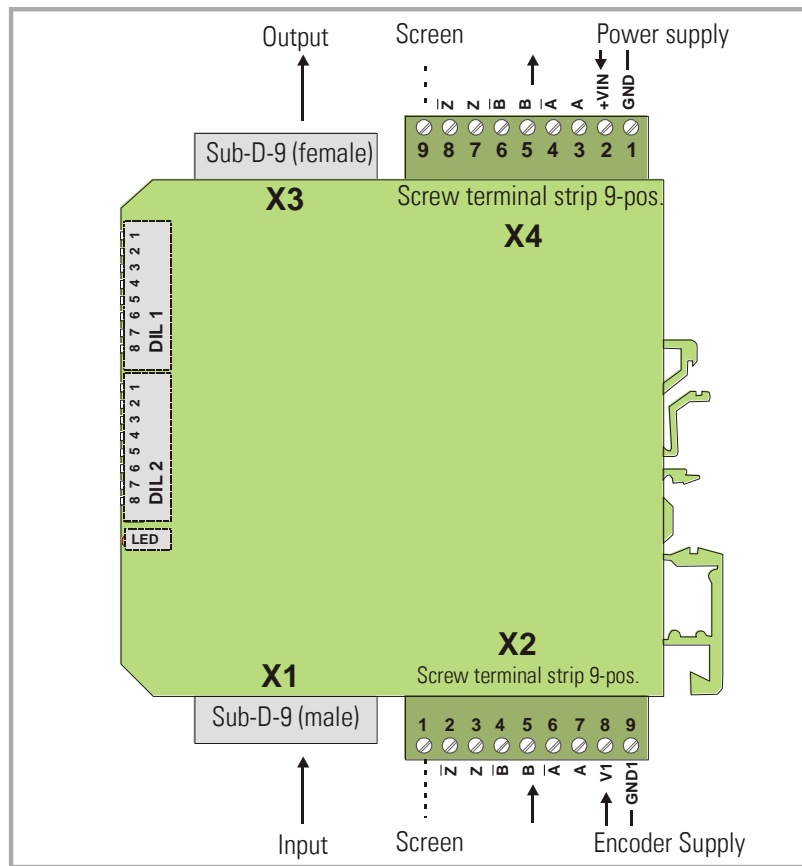 Output Screen Power supply
Z̅ Z B̅ B A̅ A +VIN GND
Sub-D-9 (female) 9 8 7 6 5 4 3 2 1
X3 Screw terminal strip 9-pos.
X4
1 2 3 4 5 6 7 8
DIL 1
1 2 3 4 5 6 7 8
DIL 2
LED
X2
X1 Screw terminal strip 9-pos.
Sub-D-9 (male) 1 2 3 4 5 6 7 8 9
Z̅ Z B̅ B A̅ A V1 GND1
Input Screen Encoder Supply